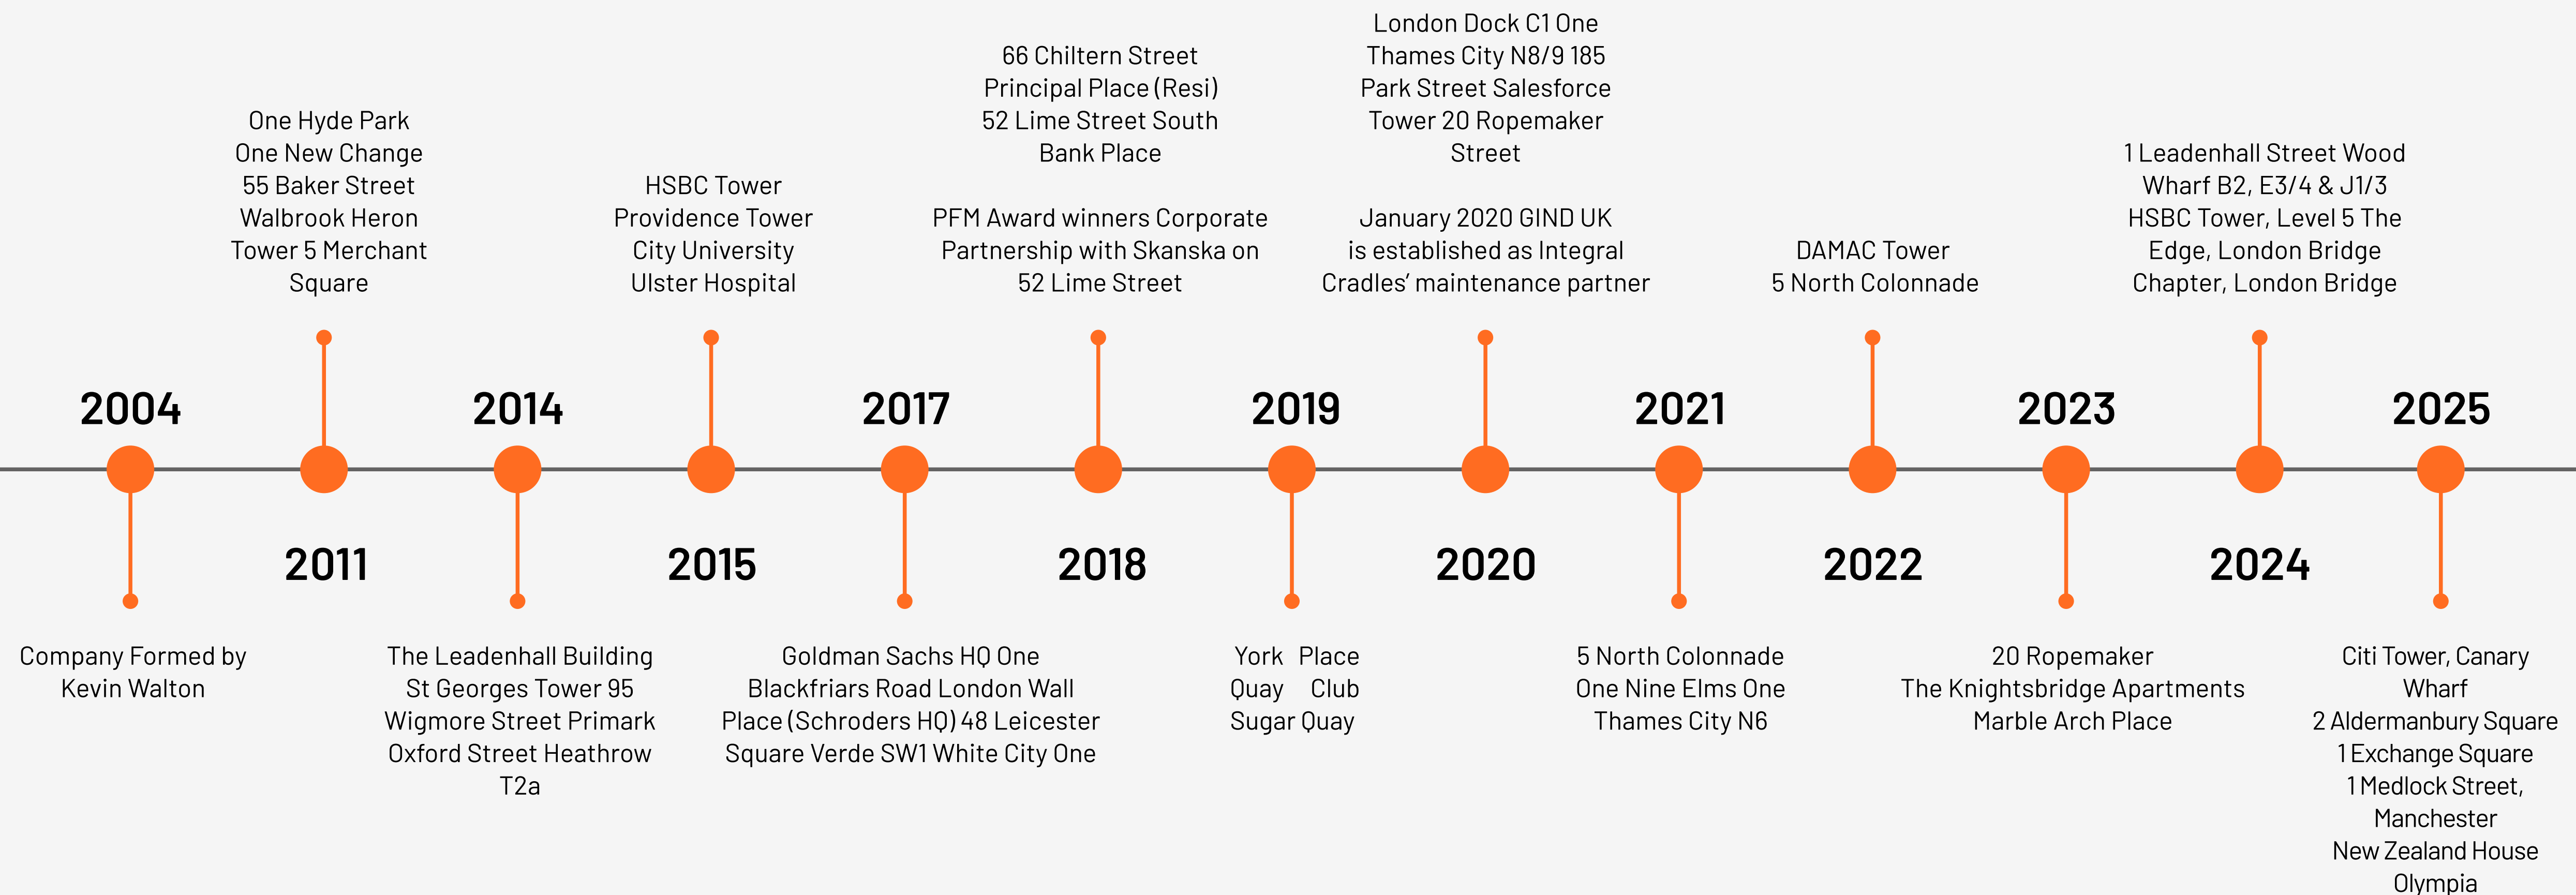 2004
Company Formed by
Kevin Walton
One Hyde Park
One New Change
55 Baker Street
Walbrook Heron
Tower 5 Merchant
Square
2011
2014
The Leadenhall Building
St Georges Tower 95
Wigmore Street Primark
Oxford Street Heathrow
T2a
HSBC Tower
Providence Tower
City University
Ulster Hospital
2015
2017
Goldman Sachs HQ One
Blackfriars Road London Wall
Place (Schroders HQ) 48 Leicester
Square Verde SW1 White City One
66 Chiltern Street
Principal Place (Resi)
52 Lime Street South
Bank Place
PFM Award winners Corporate
Partnership with Skanska on
52 Lime Street
2018
2019
York Place
Quay Club
Sugar Quay
London Dock C1 One
Thames City N8/9 185
Park Street Salesforce
Tower 20 Ropemaker
Street
January 2020 GIND UK
is established as Integral
Cradles’ maintenance partner
2020
2021
5 North Colonnade
One Nine Elms One
Thames City N6
DAMAC Tower
5 North Colonnade
2022
2023
20 Ropemaker
The Knightsbridge Apartments
Marble Arch Place
1 Leadenhall Street Wood
Wharf B2, E3/4 & J1/3
HSBC Tower, Level 5 The
Edge, London Bridge
Chapter, London Bridge
2024
2025
Citi Tower, Canary
Wharf
2 Aldermanbury Square
1 Exchange Square
1 Medlock Street,
Manchester
New Zealand House
Olympia